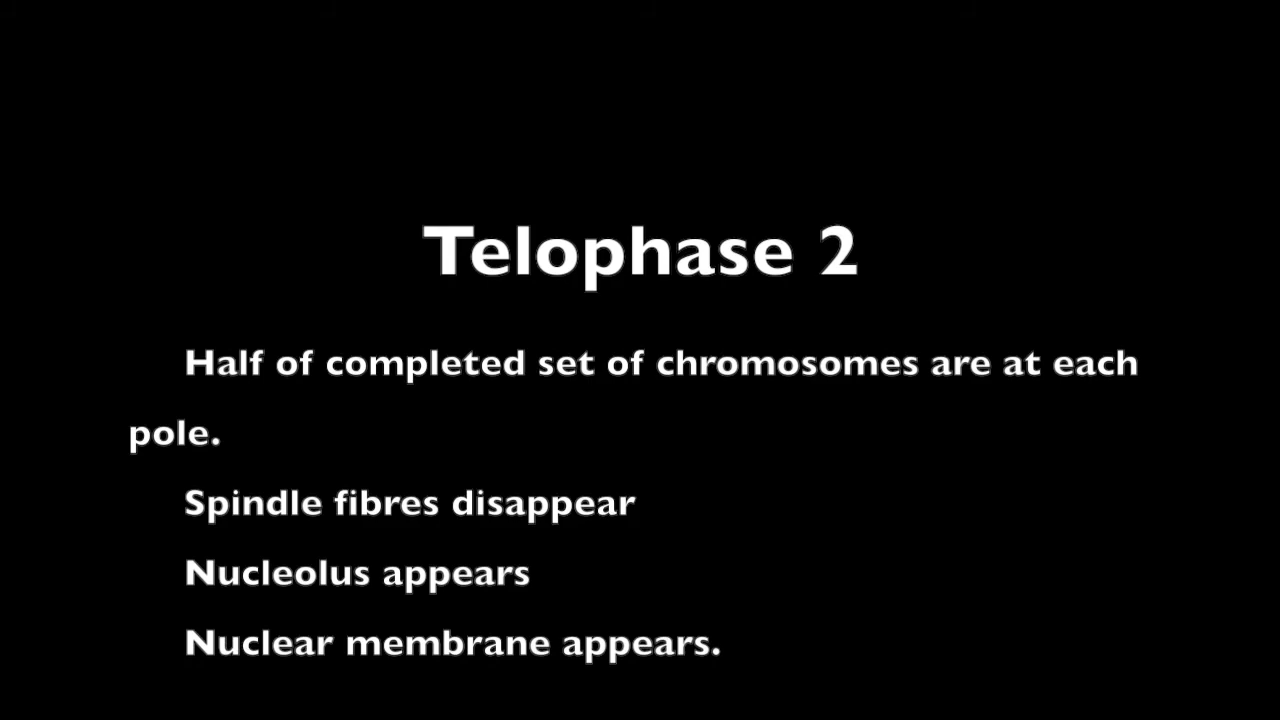 Telophase 2
Half of completed set of chromosomes are at each
pole.
Spindle fibres disappear
Nucleolus appears
Nuclear membrane appears.